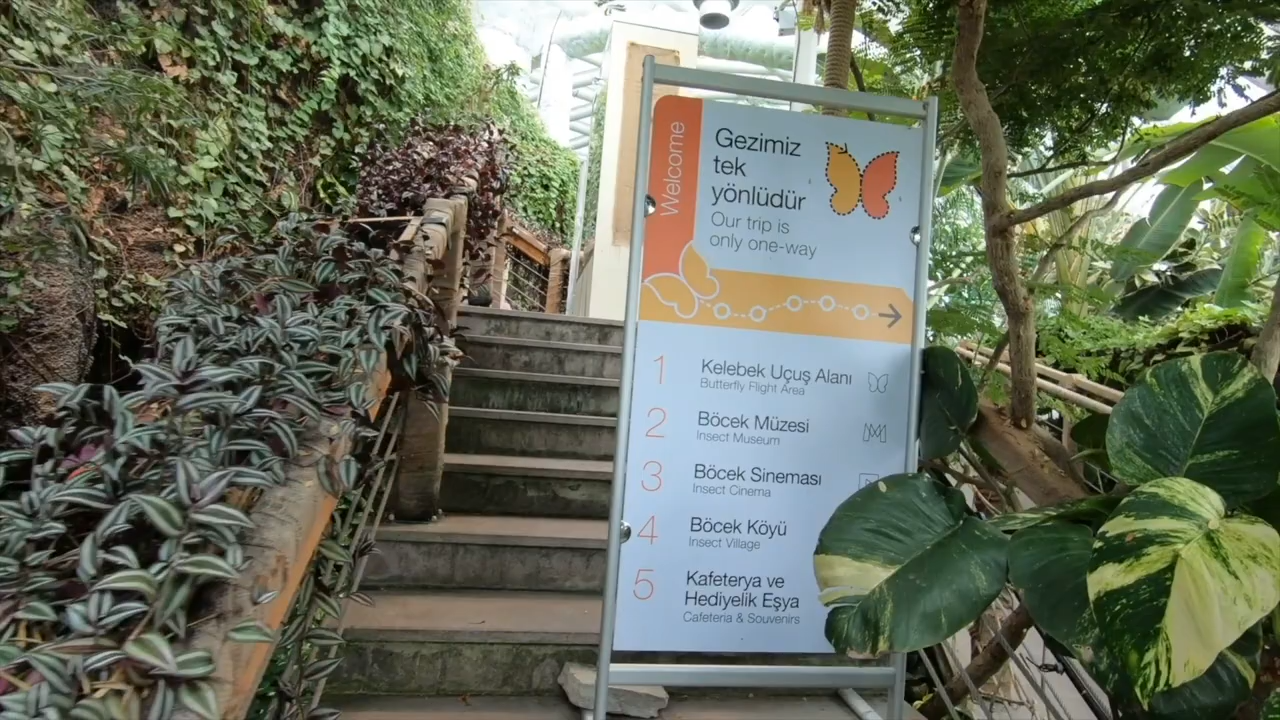 Welcome
Gezimiz
tek
yönlüdür
Our trip is
only one-way
1 Kelebek Uçuş Alanı
Butterfly Flight Area
2 Böcek Müzesi
Insect Museum
3 Böcek Sineması
Insect Cinema
4 Böcek Köyü
Insect Village
5 Kafeterya ve
Hediyelik Eşya
Cafeteria & Souvenirs